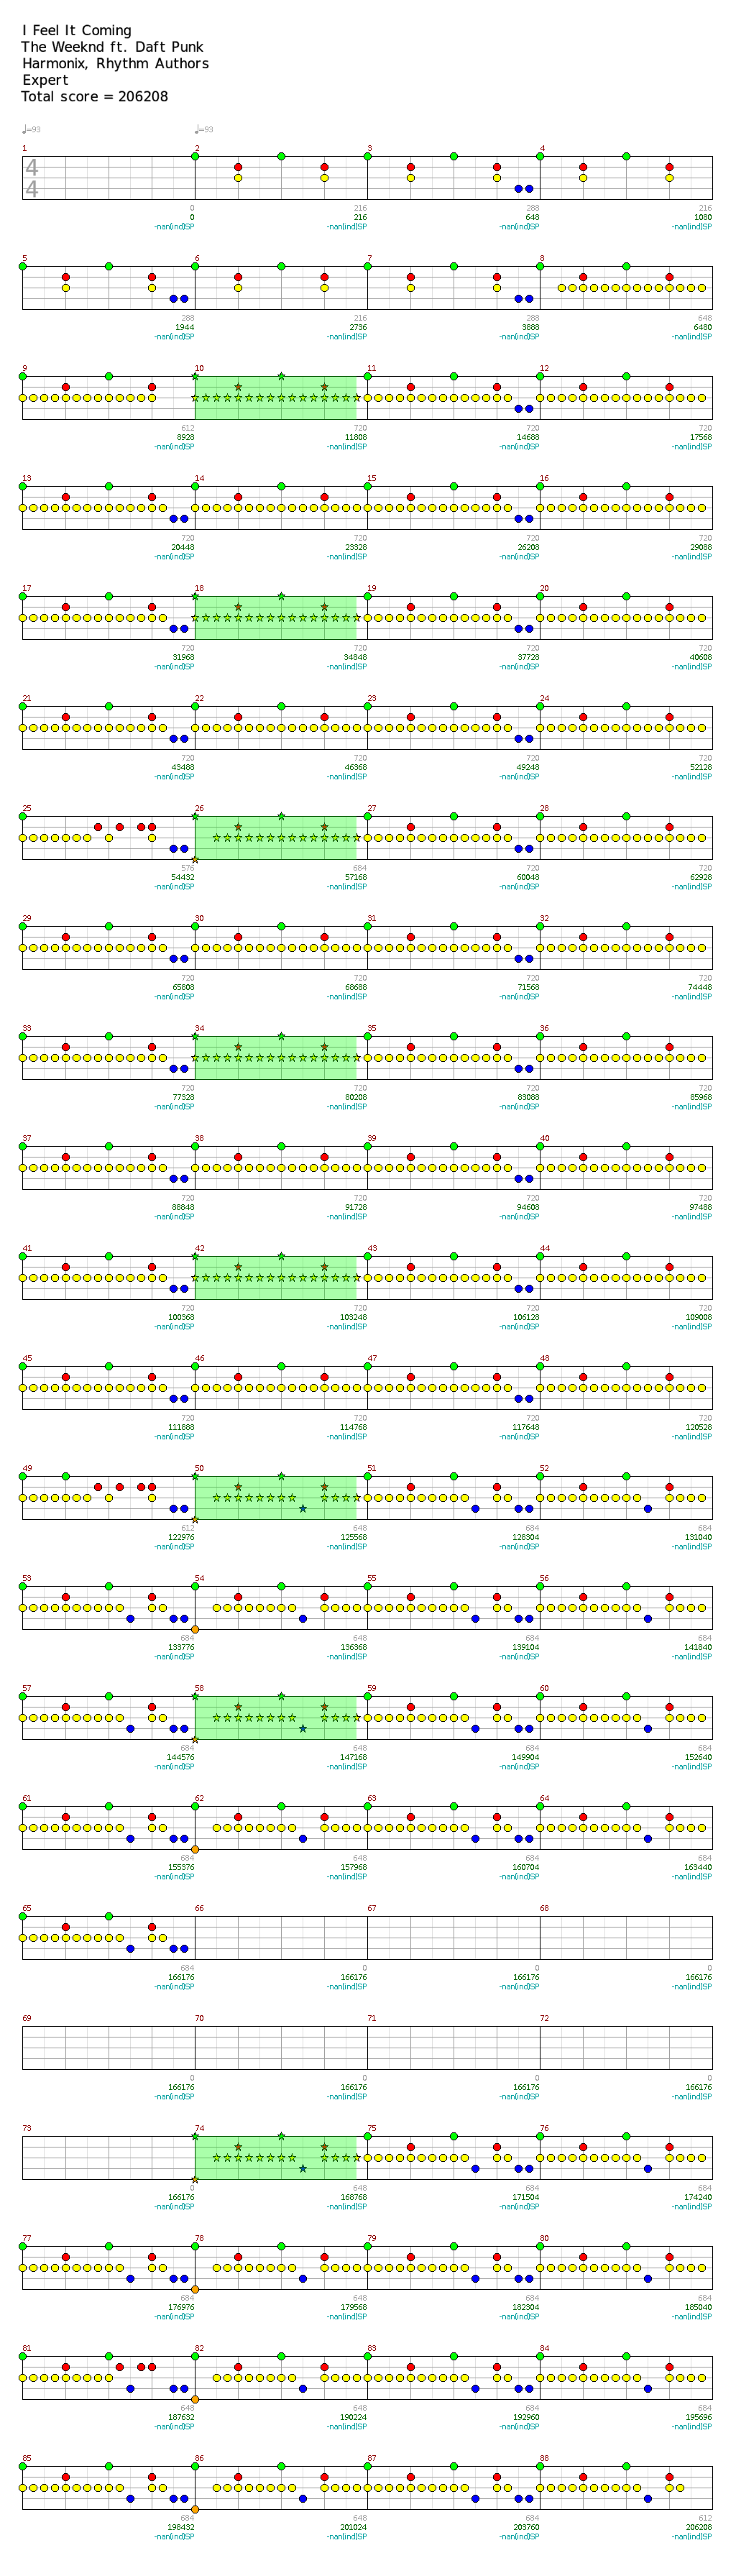 I Feel It Coming
The Weeknd ft. Daft Punk
Harmonix, Rhythm Authors
Expert
Total score = 206208
♩=93 ♩=93
1 2 3 4
4
4
0 216 288 216
0 216 648 1080
-nan(ind)SP -nan(ind)SP -nan(ind)SP -nan(ind)SP
5 6 7 8
288 216 288 648
1944 2736 3888 6480
-nan(ind)SP -nan(ind)SP -nan(ind)SP -nan(ind)SP
9 10 11 12
612 720 720 720
8928 11808 14688 17568
-nan(ind)SP -nan(ind)SP -nan(ind)SP -nan(ind)SP
13 14 15 16
720 720 720 720
20448 23328 26208 29088
-nan(ind)SP -nan(ind)SP -nan(ind)SP -nan(ind)SP
17 18 19 20
720 720 720 720
31968 34848 37728 40608
-nan(ind)SP -nan(ind)SP -nan(ind)SP -nan(ind)SP
21 22 23 24
720 720 720 720
43488 46368 49248 52128
-nan(ind)SP -nan(ind)SP -nan(ind)SP -nan(ind)SP
25 26 27 28
576 684 720 720
54432 57168 60048 62928
-nan(ind)SP -nan(ind)SP -nan(ind)SP -nan(ind)SP
29 30 31 32
720 720 720 720
65808 68688 71568 74448
-nan(ind)SP -nan(ind)SP -nan(ind)SP -nan(ind)SP
33 34 35 36
720 720 720 720
77328 80208 83088 85968
-nan(ind)SP -nan(ind)SP -nan(ind)SP -nan(ind)SP
37 38 39 40
720 720 720 720
88848 91728 94608 97488
-nan(ind)SP -nan(ind)SP -nan(ind)SP -nan(ind)SP
41 42 43 44
720 720 720 720
100368 103248 106128 109008
-nan(ind)SP -nan(ind)SP -nan(ind)SP -nan(ind)SP
45 46 47 48
720 720 720 720
111888 114768 117648 120528
-nan(ind)SP -nan(ind)SP -nan(ind)SP -nan(ind)SP
49 50 51 52
612 648 684 684
122976 125568 128304 131040
-nan(ind)SP -nan(ind)SP -nan(ind)SP -nan(ind)SP
53 54 55 56
684 648 684 684
133776 136368 139104 141840
-nan(ind)SP -nan(ind)SP -nan(ind)SP -nan(ind)SP
57 58 59 60
684 648 684 684
144576 147168 149904 152640
-nan(ind)SP -nan(ind)SP -nan(ind)SP -nan(ind)SP
61 62 63 64
684 648 684 684
155376 157968 160704 163440
-nan(ind)SP -nan(ind)SP -nan(ind)SP -nan(ind)SP
65 66 67 68
684 0 0 0
166176 166176 166176 166176
-nan(ind)SP -nan(ind)SP -nan(ind)SP -nan(ind)SP
69 70 71 72
0 0 0 0
166176 166176 166176 166176
-nan(ind)SP -nan(ind)SP -nan(ind)SP -nan(ind)SP
73 74 75 76
0 648 684 684
166176 168768 171504 174240
-nan(ind)SP -nan(ind)SP -nan(ind)SP -nan(ind)SP
77 78 79 80
684 648 684 684
176976 179568 182304 185040
-nan(ind)SP -nan(ind)SP -nan(ind)SP -nan(ind)SP
81 82 83 84
648 648 684 684
187632 190224 192960 195696
-nan(ind)SP -nan(ind)SP -nan(ind)SP -nan(ind)SP
85 86 87 88
684 648 684 612
198432 201024 203760 206208
-nan(ind)SP -nan(ind)SP -nan(ind)SP -nan(ind)SP